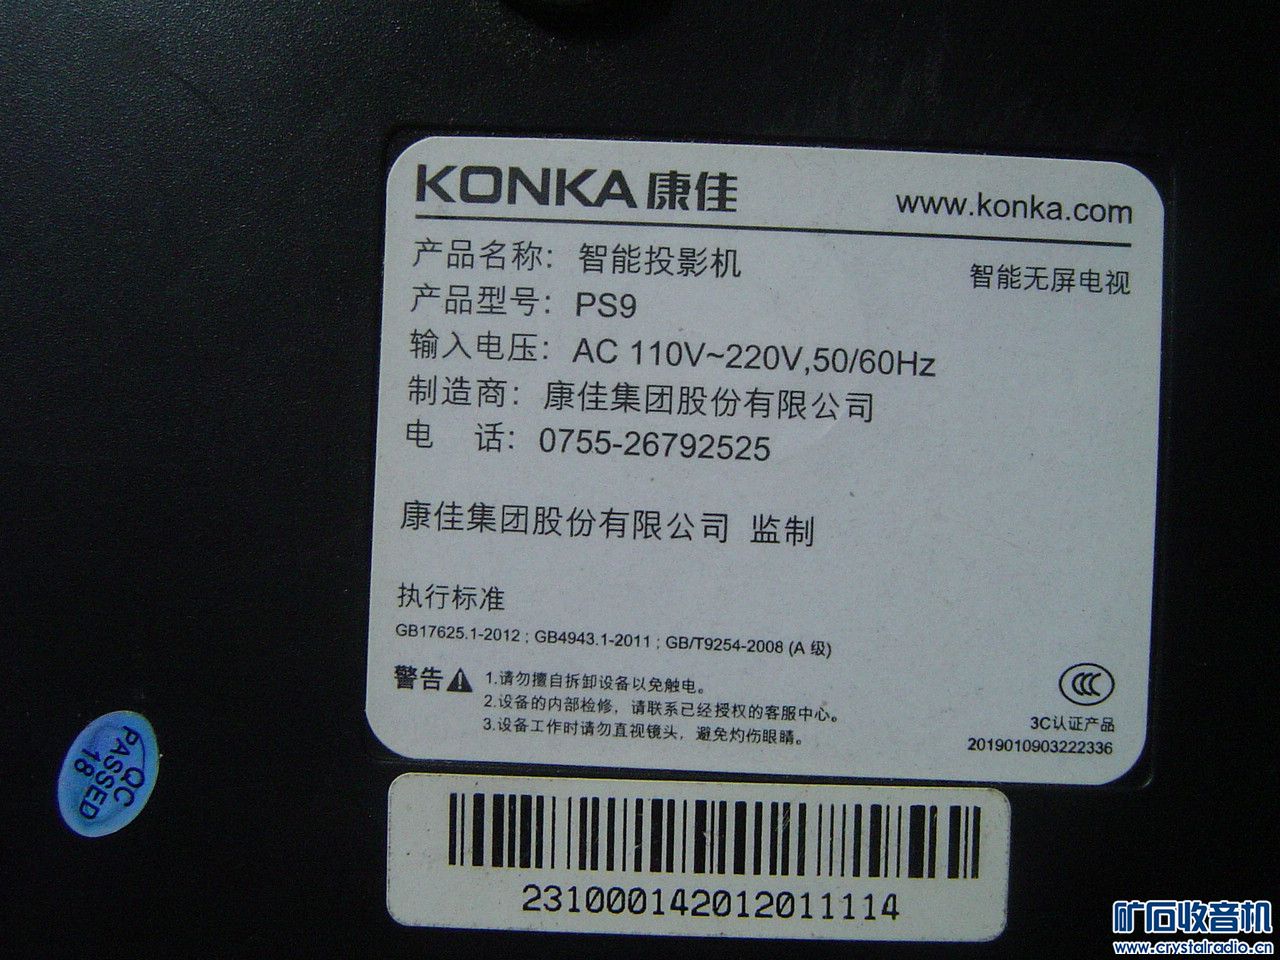 KONKA 康佳
www.konka.com
产品名称：智能投影机
智能无屏电视
产品型号：PS9
输入电压：AC 110V~220V,50/60Hz
制造商：康佳集团股份有限公司
电 话：0755-26792525
康佳集团股份有限公司 监制
执行标准
GB17625.1-2012 ; GB4943.1-2011 ; GB/T9254-2008 (A 级)
警告 1.请勿擅自拆卸设备以免触电。
2.设备的内部检修，请联系已经授权的客服中心。
3.设备工作时请勿直视镜头，避免灼伤眼睛。
3C认证产品
2019010903222336
QC
PASSED
18
231000142012011114
矿石收音机
www.crystalradio.cn